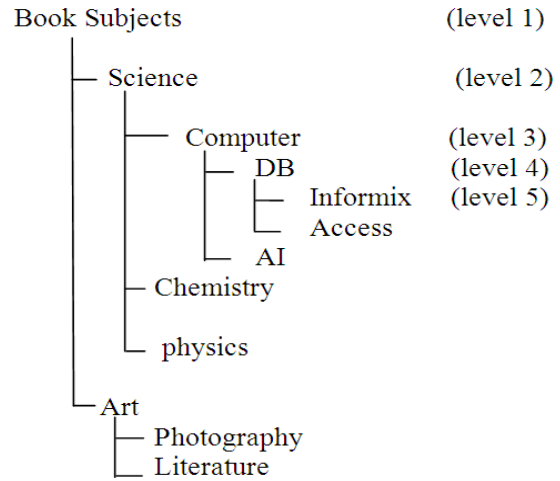 Book Subjects (level 1)
Science (level 2)
Computer (level 3)
DB (level 4)
Informix (level 5)
Access
AI
Chemistry
physics
Art
Photography
Literature